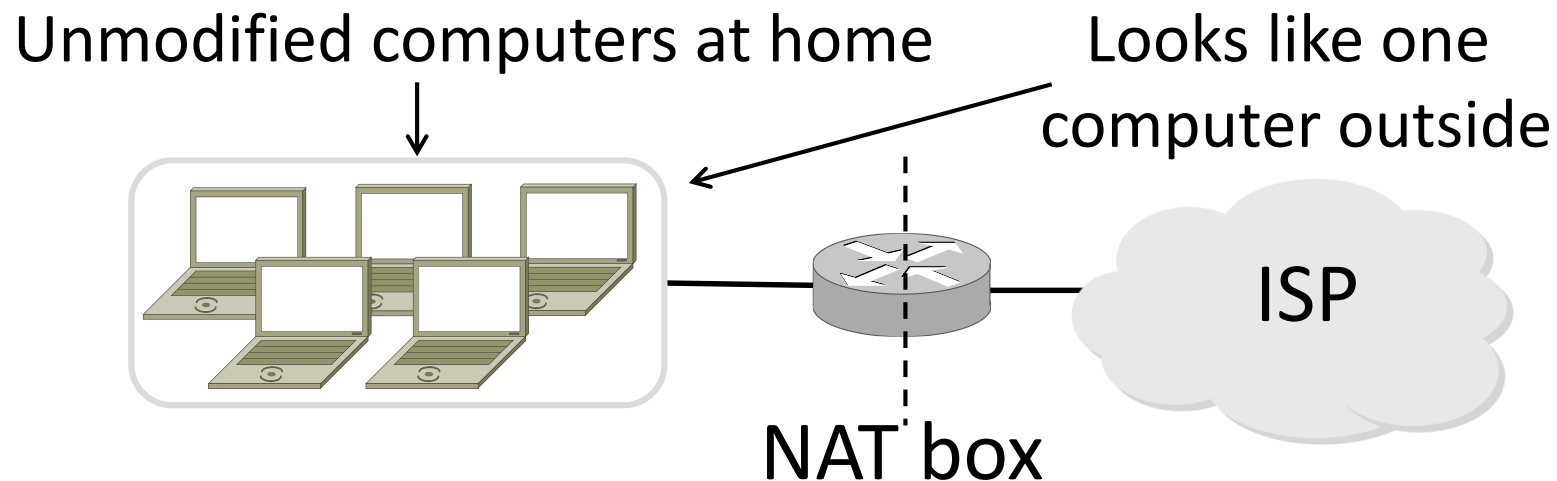 Unmodified computers at home
Looks like one
computer outside
ISP
NAT box